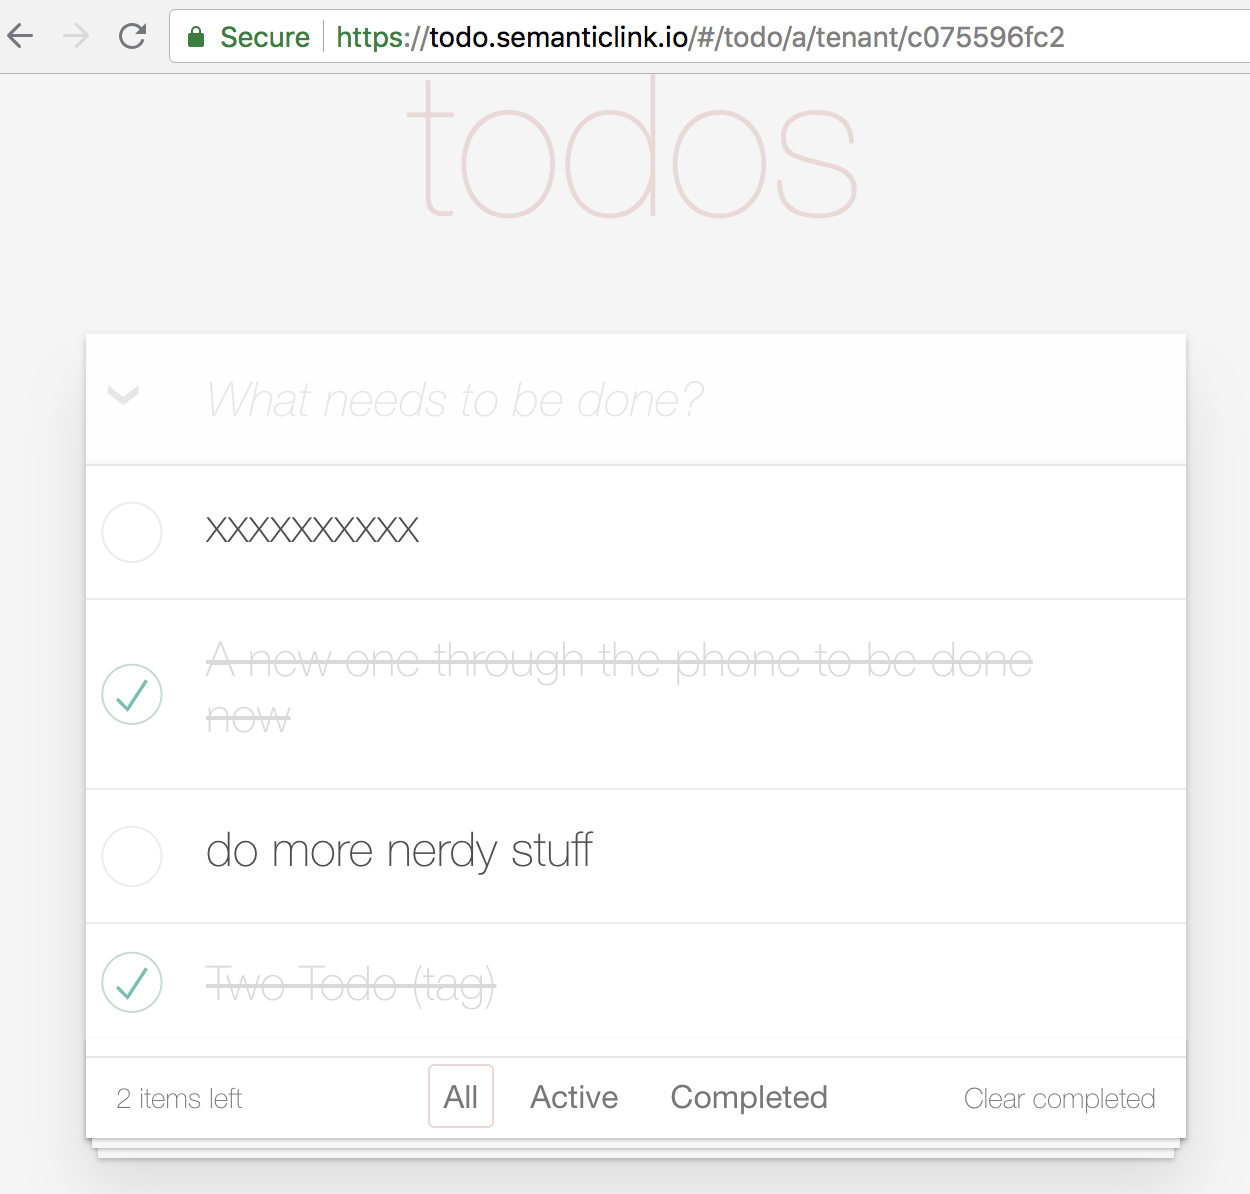 Secure https://todo.semanticlink.io/#/todo/a/tenant/c075596fc2
todos
What needs to be done?
xxxxxxxxxx
A new one through the phone to be done
now
do more nerdy stuff
Two Todo (tag)
2 items left All Active Completed Clear completed